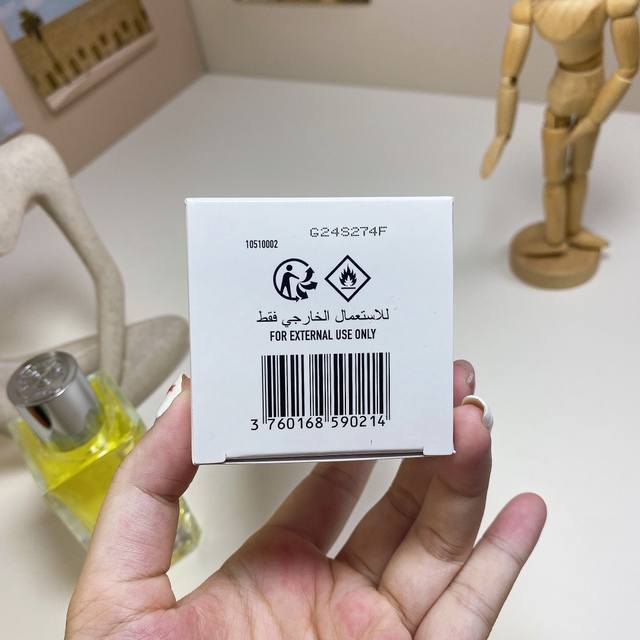 G24S274F
10510002
للاستعمال الخارجي فقط
FOR EXTERNAL USE ONLY
3 760168 590214